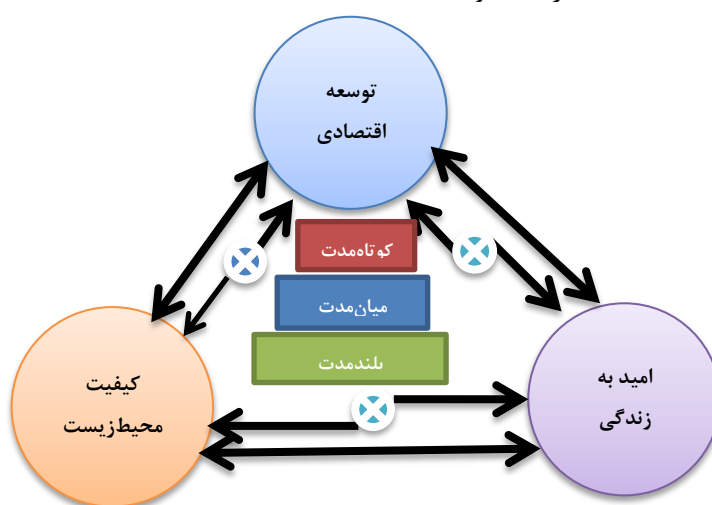 توسعه
اقتصادی
کوتاه‌مدت
میان‌مدت
بلندمدت
کیفیت
محیط‌زیست
امید به
زندگی